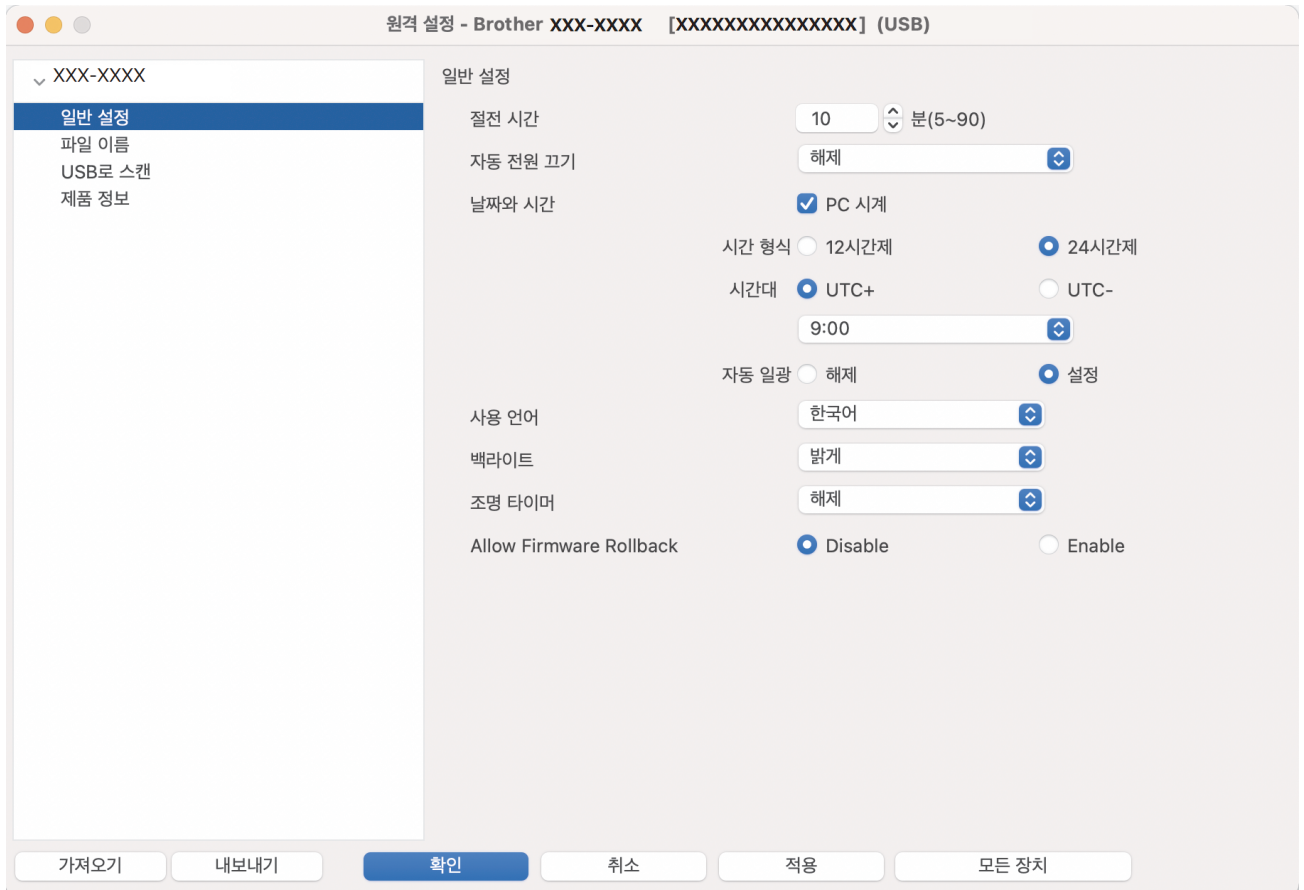 원격 설정 - Brother XXX-XXXX [XXXXXXXXXXXXXXX] (USB)
XXX-XXXX
일반 설정
파일 이름
USB로 스캔
제품 정보
일반 설정
절전 시간 10 분(5~90)
자동 전원 끄기 해제
날짜와 시간 PC 시계
시간 형식 12시간제 24시간제
시간대 UTC+ UTC-
9:00
자동 일광 해제 설정
사용 언어 한국어
백라이트 밝게
조명 타이머 해제
Allow Firmware Rollback Disable Enable
가져오기 내보내기 확인 취소 적용 모든 장치